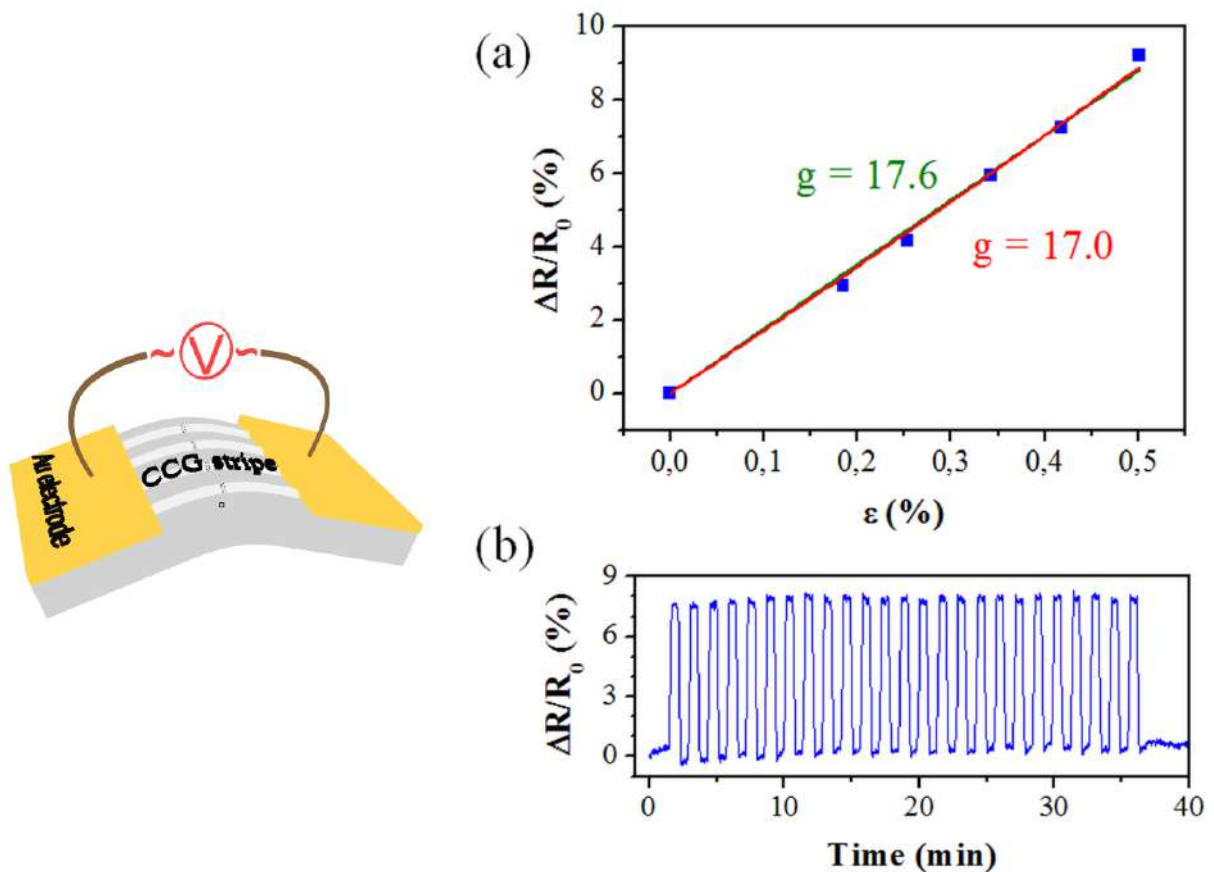 ~ V ~
Au electrode
CCG stripe
(a)
ΔR/R0 (%)
10
8
6
4
2
0
g = 17.6
g = 17.0
0,0 0,1 0,2 0,3 0,4 0,5
ε (%)
(b)
ΔR/R0 (%)
9
6
3
0
0 10 20 30 40
Time (min)